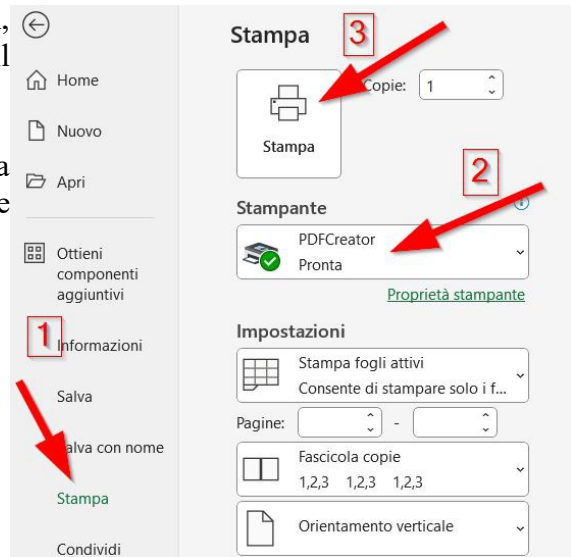 Home
Nuovo
Apri
Ottieni
componenti
aggiuntivi
1
Informazioni
Salva
alva con nome
Stampa
Condividi
Stampa
3
Copie: 1
Stampa
2
Stampante
PDFCreator
Pronta
Proprietà stampante
Impostazioni
Stampa fogli attivi
Consente di stampare solo i f...
Pagine: -
Fascicola copie
1,2,3 1,2,3 1,2,3
Orientamento verticale